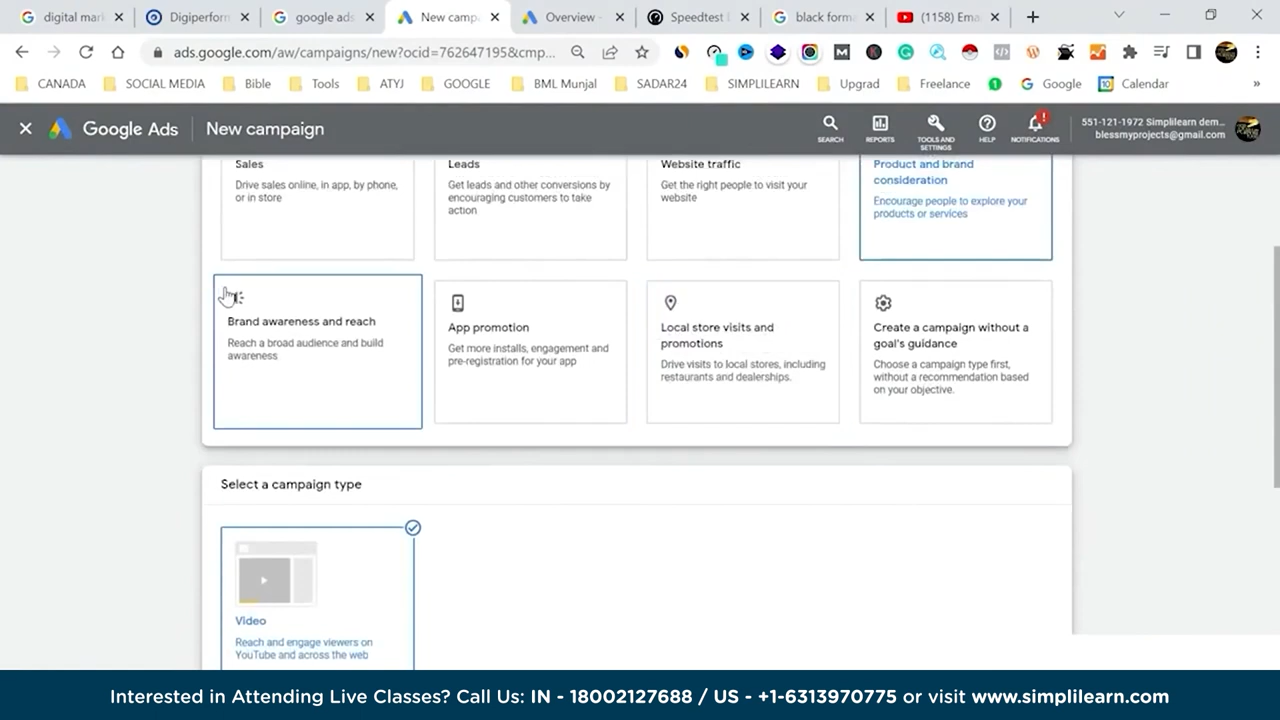 digital mar
Digiperforn
google ads
New camp
Overview -
Speedtest b
black forma
(1158) Ema
ads.google.com/aw/campaigns/new?ocid=762647195&cmp...
CANADA
SOCIAL MEDIA
Bible
Tools
ATYJ
GOOGLE
BML Munjal
SADAR24
SIMPLILEARN
Upgrad
Freelance
Google
Calendar
Google Ads
New campaign
SEARCH
REPORTS
TOOLS AND
SETTINGS
HELP
NOTIFICATIONS
551-121-1972 Simplilearn dem...
blessmyprojects@gmail.com
Sales
Drive sales online, in app, by phone,
or in store
Leads
Get leads and other conversions by
encouraging customers to take
action
Website traffic
Get the right people to visit your
website
Product and brand
consideration
Encourage people to explore your
products or services
Brand awareness and reach
Reach a broad audience and build
awareness
App promotion
Get more installs, engagement and
pre-registration for your app
Local store visits and
promotions
Drive visits to local stores, including
restaurants and dealerships.
Create a campaign without a
goal's guidance
Choose a campaign type first,
without a recommendation based
on your objective.
Select a campaign type
Video
Reach and engage viewers on
YouTube and across the web
Interested in Attending Live Classes? Call Us: IN - 18002127688 / US - +1-6313970775 or visit www.simplilearn.com